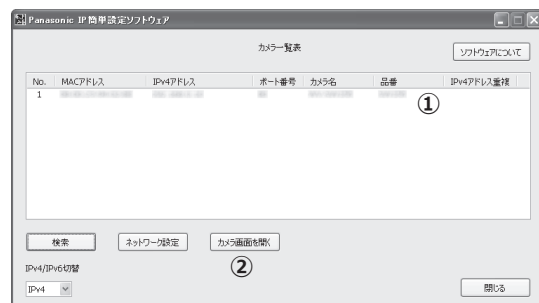 Panasonic IP簡単設定ソフトウェア
カメラ一覧表
ソフトウェアについて
No. MACアドレス IPv4アドレス ポート番号 カメラ名 品番 IPv4アドレス重複
1
①
検索 ネットワーク設定 カメラ画面を開く
②
IPv4/IPv6切替
IPv4 閉じる